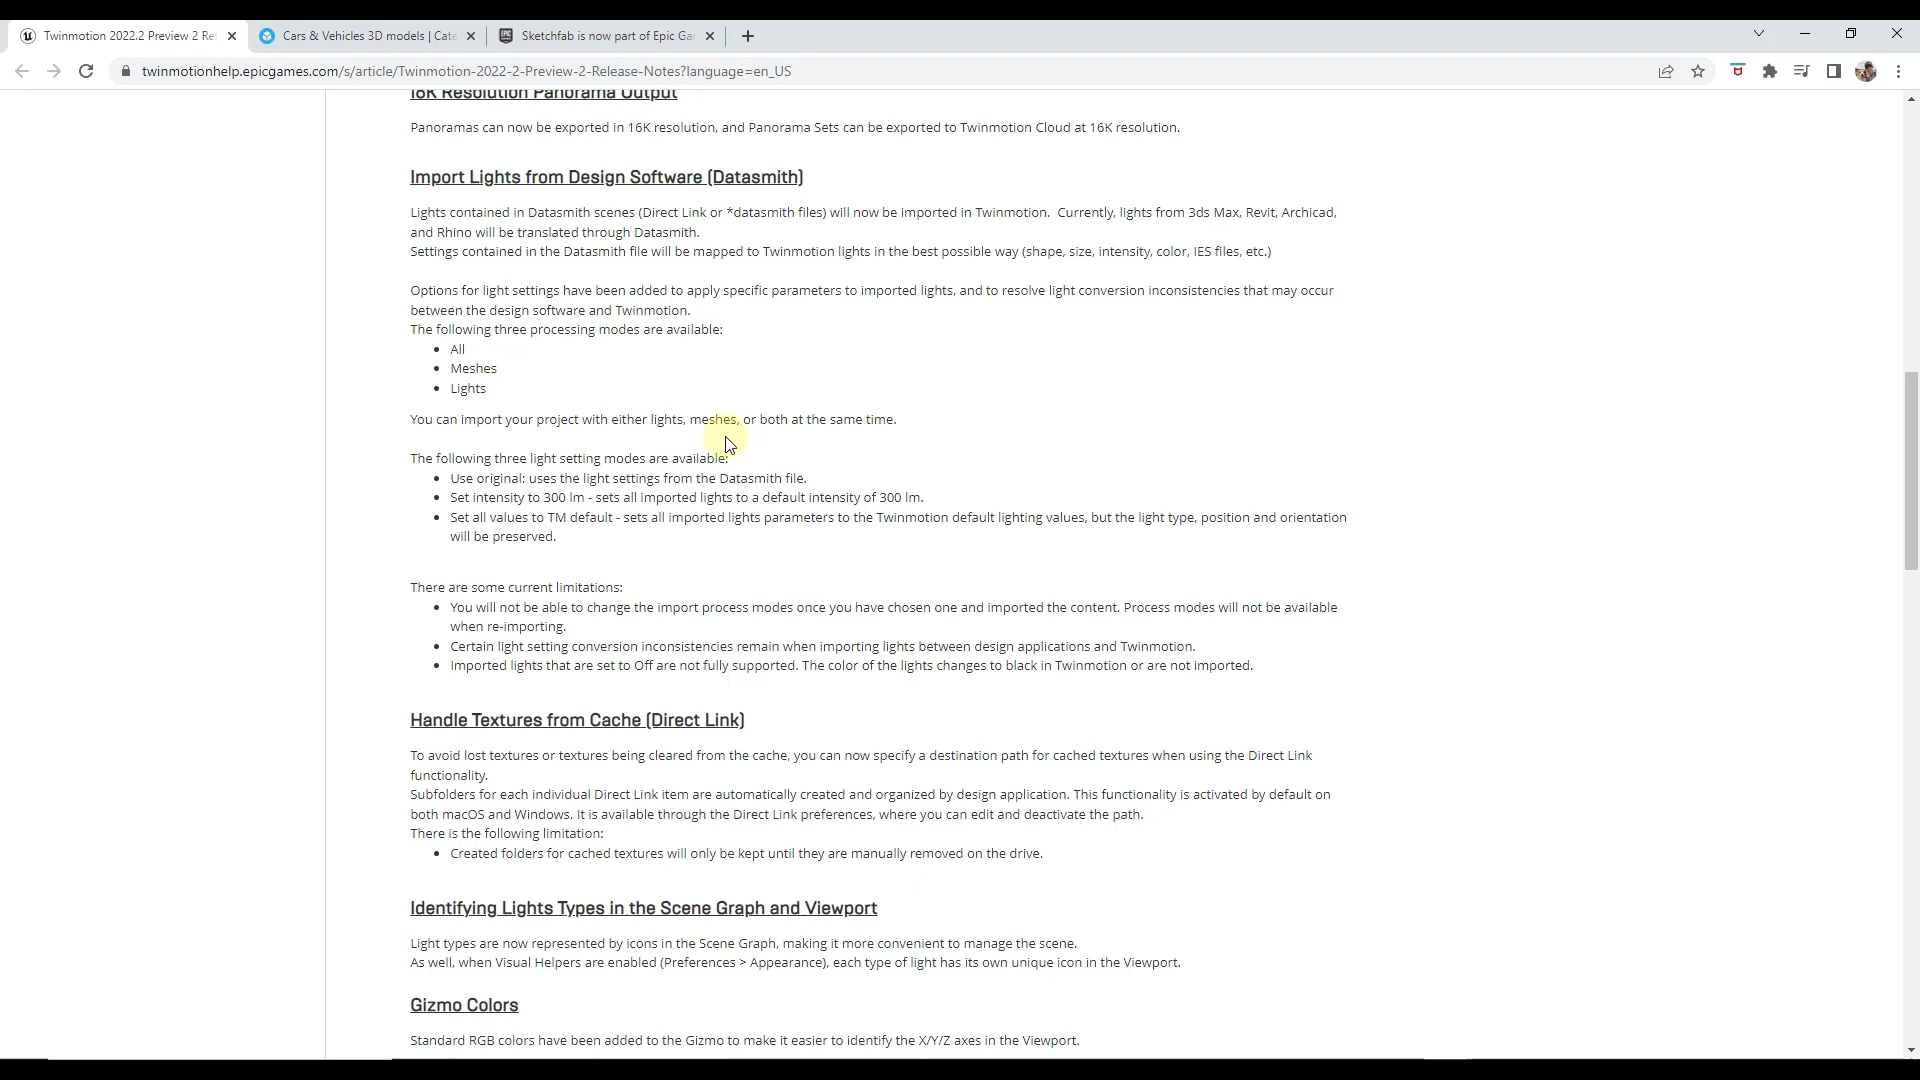 Twinmotion 2022.2 Preview 2 Re
Cars & Vehicles 3D models | Cate
Sketchfab is now part of Epic Ga
twinmotionhelp.epicgames.com/s/article/Twinmotion-2022-2-Preview-2-Release-Notes?language=en_US
16K Resolution Panorama Output
Panoramas can now be exported in 16K resolution, and Panorama Sets can be exported to Twinmotion Cloud at 16K resolution.
Import Lights from Design Software (Datasmith)
Lights contained in Datasmith scenes (Direct Link or *datasmith files) will now be imported in Twinmotion. Currently, lights from 3ds Max, Revit, Archicad,
and Rhino will be translated through Datasmith.
Settings contained in the Datasmith file will be mapped to Twinmotion lights in the best possible way (shape, size, intensity, color, IES files, etc.)
Options for light settings have been added to apply specific parameters to imported lights, and to resolve light conversion inconsistencies that may occur
between the design software and Twinmotion.
The following three processing modes are available:
• All
• Meshes
• Lights
You can import your project with either lights, meshes, or both at the same time.
The following three light setting modes are available:
• Use original: uses the light settings from the Datasmith file.
• Set intensity to 300 lm - sets all imported lights to a default intensity of 300 lm.
• Set all values to TM default - sets all imported lights parameters to the Twinmotion default lighting values, but the light type, position and orientation
will be preserved.
There are some current limitations:
• You will not be able to change the import process modes once you have chosen one and imported the content. Process modes will not be available
when re-importing.
• Certain light setting conversion inconsistencies remain when importing lights between design applications and Twinmotion.
• Imported lights that are set to Off are not fully supported. The color of the lights changes to black in Twinmotion or are not imported.
Handle Textures from Cache (Direct Link)
To avoid lost textures or textures being cleared from the cache, you can now specify a destination path for cached textures when using the Direct Link
functionality.
Subfolders for each individual Direct Link item are automatically created and organized by design application. This functionality is activated by default on
both macOS and Windows. It is available through the Direct Link preferences, where you can edit and deactivate the path.
There is the following limitation:
• Created folders for cached textures will only be kept until they are manually removed on the drive.
Identifying Lights Types in the Scene Graph and Viewport
Light types are now represented by icons in the Scene Graph, making it more convenient to manage the scene.
As well, when Visual Helpers are enabled (Preferences > Appearance), each type of light has its own unique icon in the Viewport.
Gizmo Colors
Standard RGB colors have been added to the Gizmo to make it easier to identify the X/Y/Z axes in the Viewport.